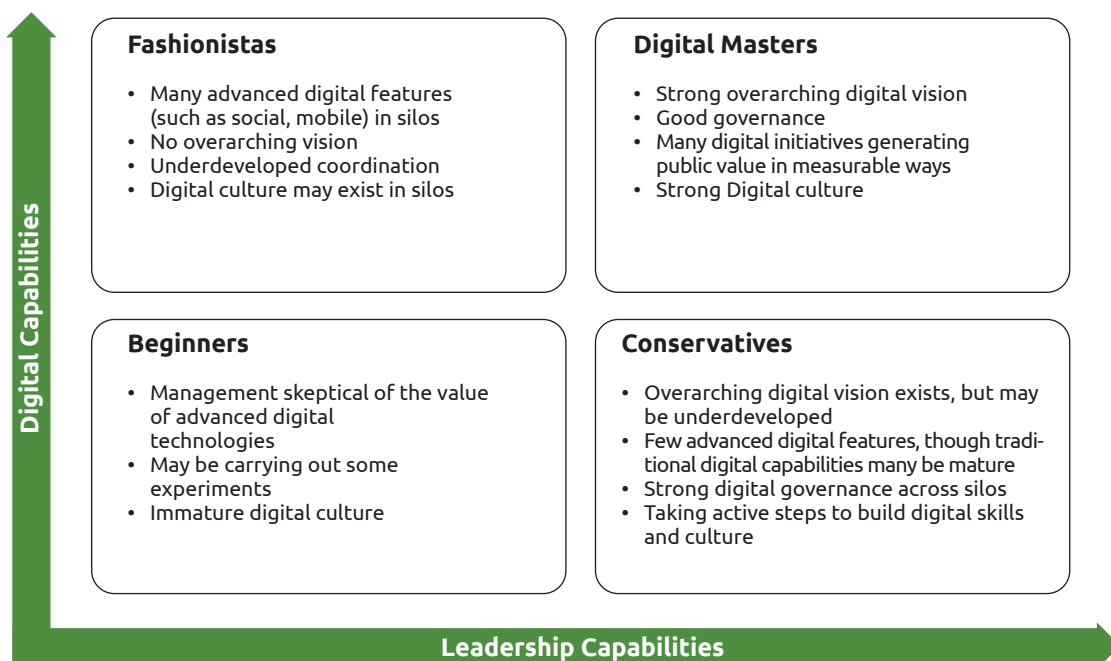 Digital Capabilities
Fashionistas
• Many advanced digital features
(such as social, mobile) in silos
• No overarching vision
• Underdeveloped coordination
• Digital culture may exist in silos
Digital Masters
• Strong overarching digital vision
• Good governance
• Many digital initiatives generating
public value in measurable ways
• Strong Digital culture
Beginners
• Management skeptical of the value
of advanced digital
technologies
• May be carrying out some
experiments
• Immature digital culture
Conservatives
• Overarching digital vision exists, but may
be underdeveloped
• Few advanced digital features, though tradi-
tional digital capabilities many be mature
• Strong digital governance across silos
• Taking active steps to build digital skills
and culture
Leadership Capabilities